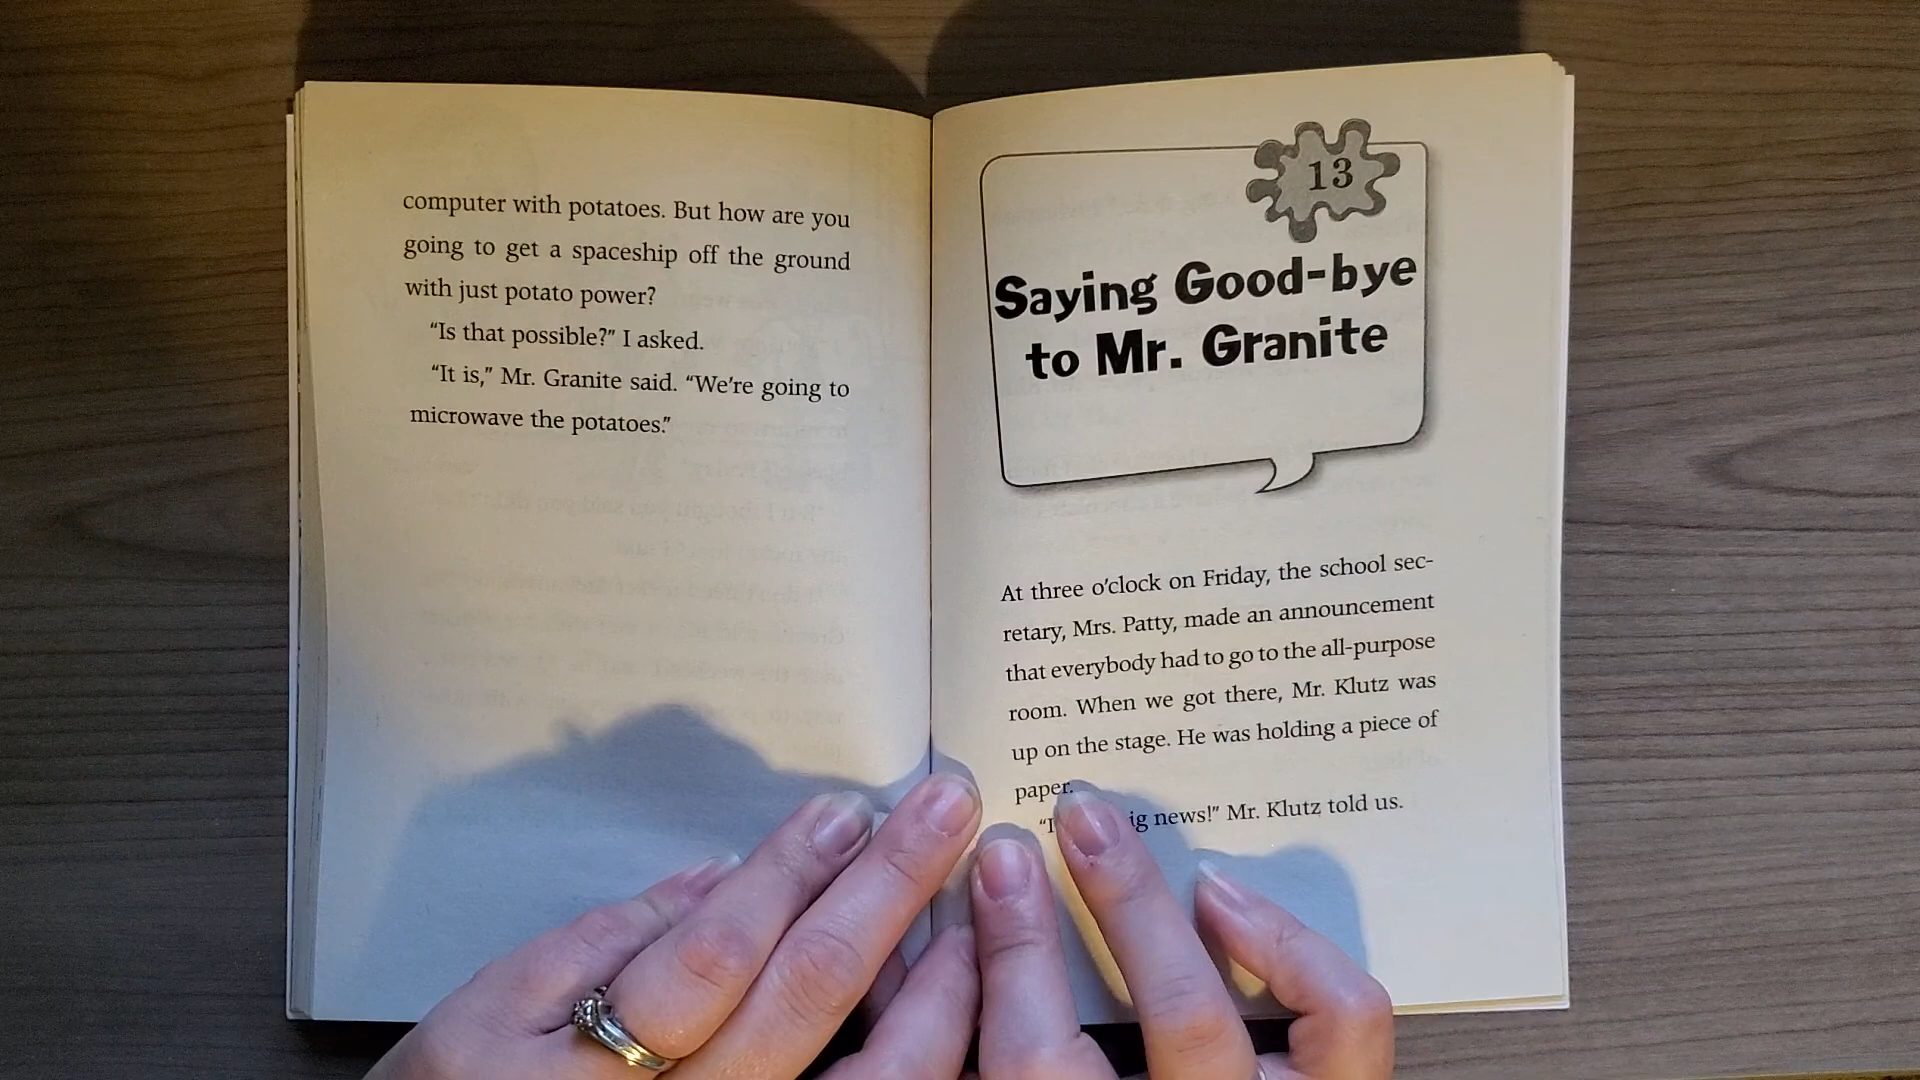 computer with potatoes. But how are you
going to get a spaceship off the ground
with just potato power?
“Is that possible?” I asked.
“It is,” Mr. Granite said. “We’re going to
microwave the potatoes.”
13
Saying Good-bye
to Mr. Granite
At three o’clock on Friday, the school sec-
retary, Mrs. Patty, made an announcement
that everybody had to go to the all-purpose
room. When we got there, Mr. Klutz was
up on the stage. He was holding a piece of
paper.
news!” Mr. Klutz told us.